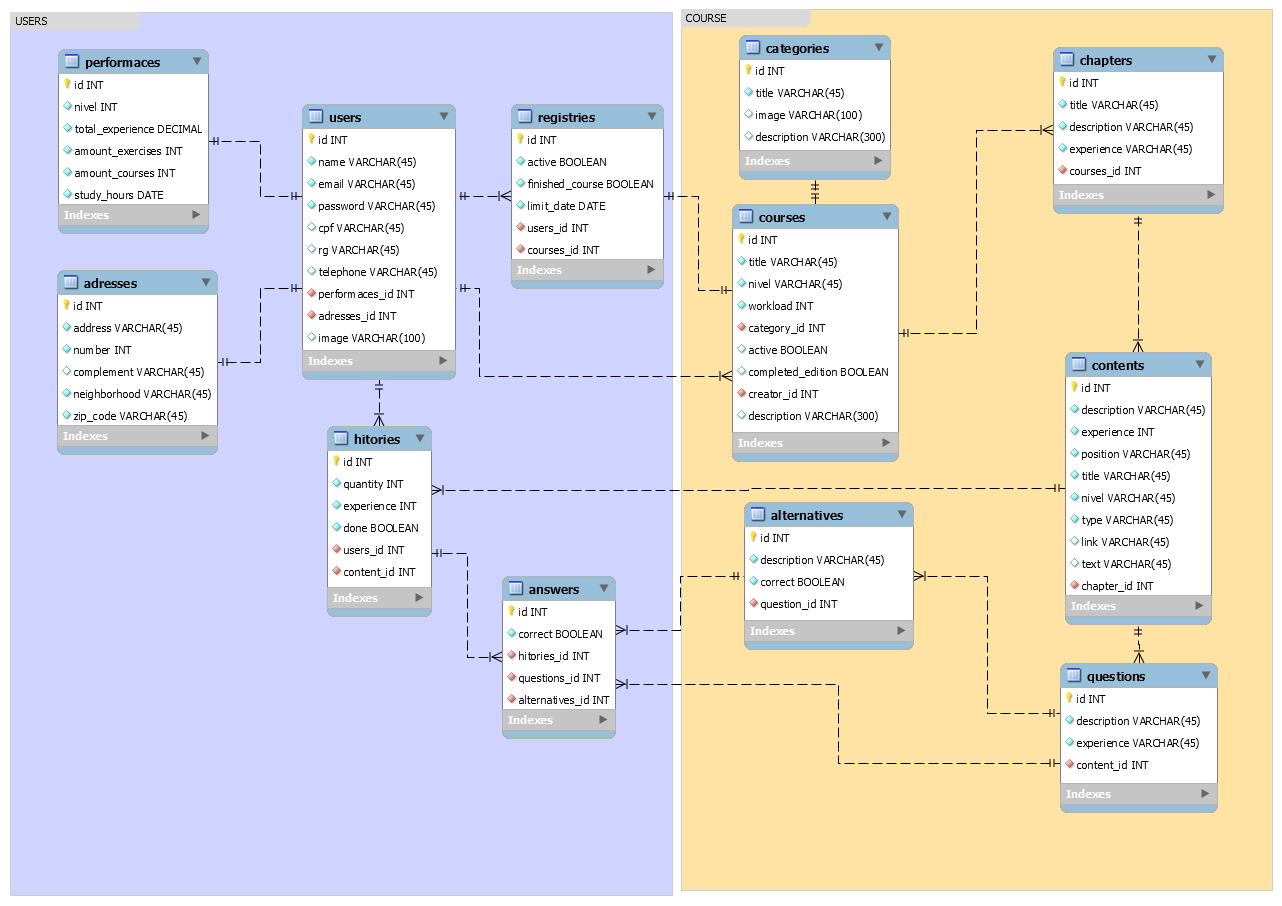 USERS
performaces
id INT
nivel INT
total_experience DECIMAL
amount_exercises INT
amount_courses INT
study_hours DATE
Indexes
adresses
id INT
address VARCHAR(45)
number INT
complement VARCHAR(45)
neighborhood VARCHAR(45)
zip_code VARCHAR(45)
Indexes
users
id INT
name VARCHAR(45)
email VARCHAR(45)
password VARCHAR(45)
cpf VARCHAR(45)
rg VARCHAR(45)
telephone VARCHAR(45)
performaces_id INT
adresses_id INT
image VARCHAR(100)
Indexes
registries
id INT
active BOOLEAN
finished_course BOOLEAN
limit_date DATE
users_id INT
courses_id INT
Indexes
hitories
id INT
quantity INT
experience INT
done BOOLEAN
users_id INT
content_id INT
Indexes
answers
id INT
correct BOOLEAN
hitories_id INT
questions_id INT
alternatives_id INT
Indexes
COURSE
categories
id INT
title VARCHAR(45)
image VARCHAR(100)
description VARCHAR(300)
Indexes
courses
id INT
title VARCHAR(45)
nivel VARCHAR(45)
workload INT
category_id INT
active BOOLEAN
completed_edition BOOLEAN
creator_id INT
description VARCHAR(300)
Indexes
alternatives
id INT
description VARCHAR(45)
correct BOOLEAN
question_id INT
Indexes
chapters
id INT
title VARCHAR(45)
description VARCHAR(45)
experience VARCHAR(45)
courses_id INT
Indexes
contents
id INT
description VARCHAR(45)
experience INT
position VARCHAR(45)
title VARCHAR(45)
nivel VARCHAR(45)
type VARCHAR(45)
link VARCHAR(45)
text VARCHAR(45)
chapter_id INT
Indexes
questions
id INT
description VARCHAR(45)
experience VARCHAR(45)
content_id INT
Indexes